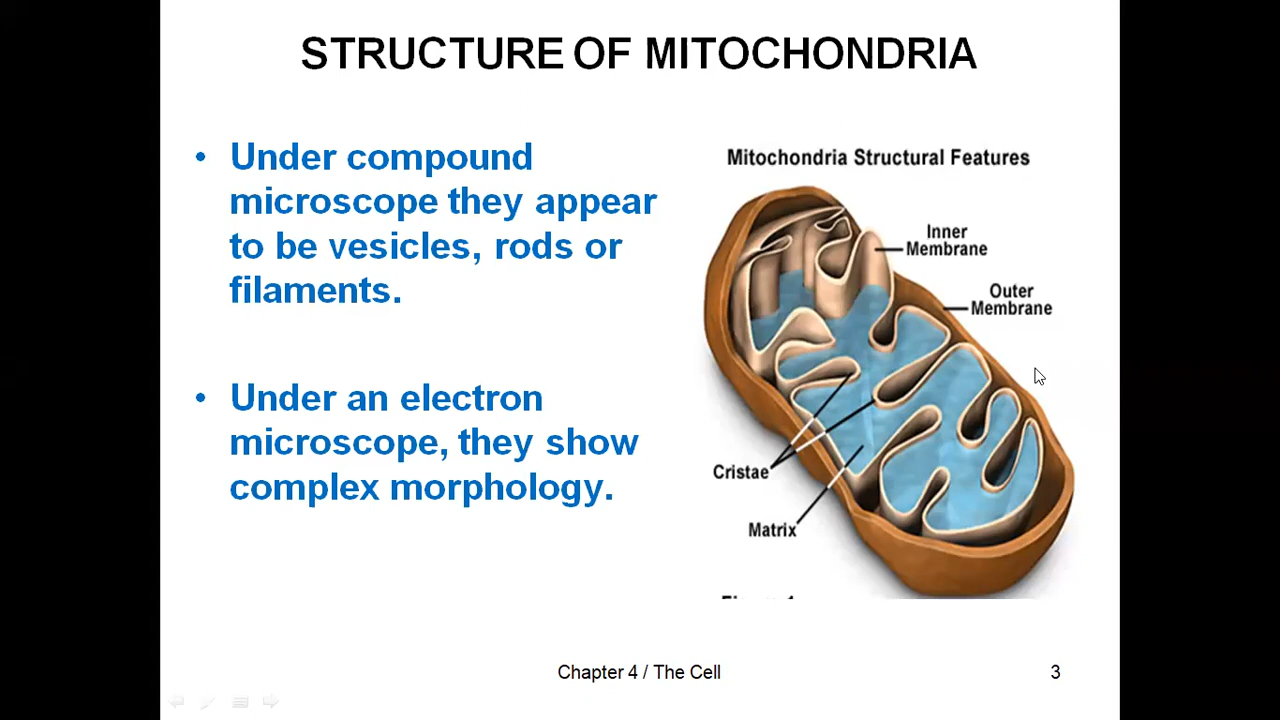 STRUCTURE OF MITOCHONDRIA
• Under compound
microscope they appear
to be vesicles, rods or
filaments.
• Under an electron
microscope, they show
complex morphology.
Mitochondria Structural Features
Inner
Membrane
Outer
Membrane
Cristae
Matrix
Chapter 4 / The Cell
3